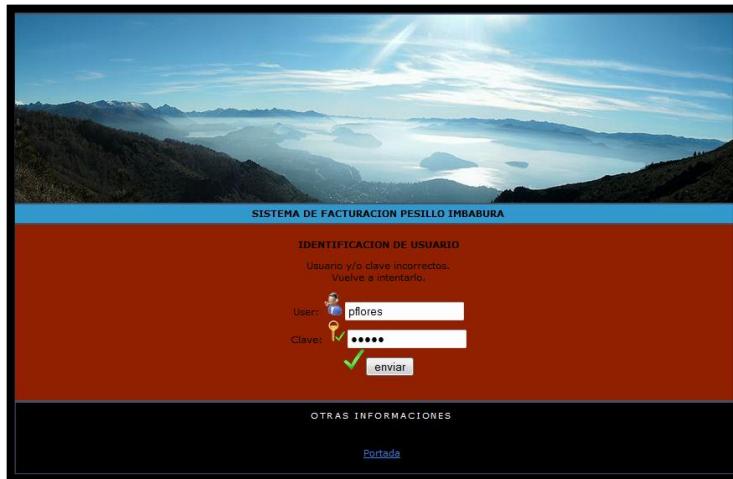 SISTEMA DE FACTURACION PESILLO IMBABURA
IDENTIFICACION DE USUARIO
Usuario y/o clave incorrectos.
Vuelve a intentarlo.
User: pflores
Clave: •••••
enviar
OTRAS INFORMACIONES
Portada